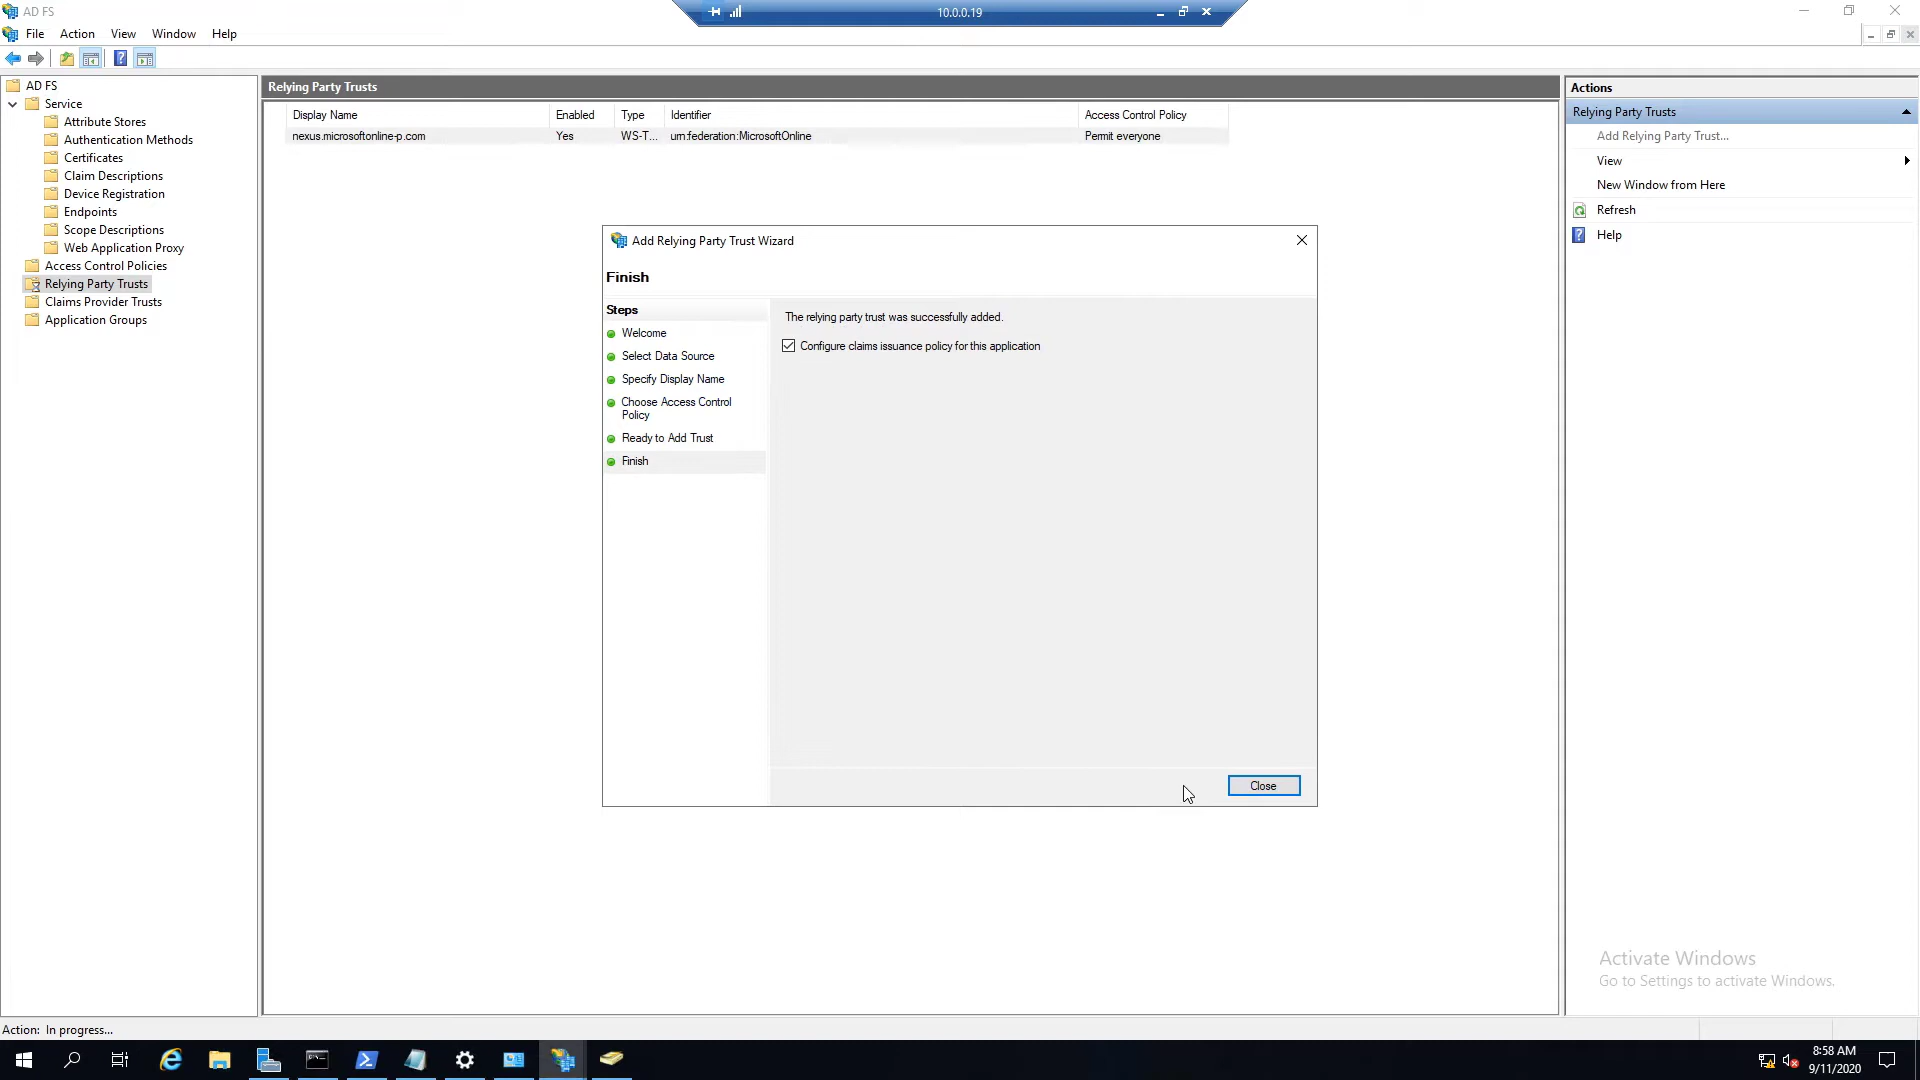 AD FS
10.0.0.19
File Action View Window Help
AD FS
Service
Attribute Stores
Authentication Methods
Certificates
Claim Descriptions
Device Registration
Endpoints
Scope Descriptions
Web Application Proxy
Access Control Policies
Relying Party Trusts
Claims Provider Trusts
Application Groups
Relying Party Trusts
Display Name Enabled Type Identifier Access Control Policy
nexus.microsoftonline-p.com Yes WS-T... urn:federation:MicrosoftOnline Permit everyone
Add Relying Party Trust Wizard
Finish
Steps
Welcome
Select Data Source
Specify Display Name
Choose Access Control
Policy
Ready to Add Trust
Finish
The relying party trust was successfully added.
Configure claims issuance policy for this application
Close
Actions
Relying Party Trusts
Add Relying Party Trust...
View
New Window from Here
Refresh
Help
Activate Windows
Go to Settings to activate Windows.
Action: In progress...
8:58 AM
9/11/2020